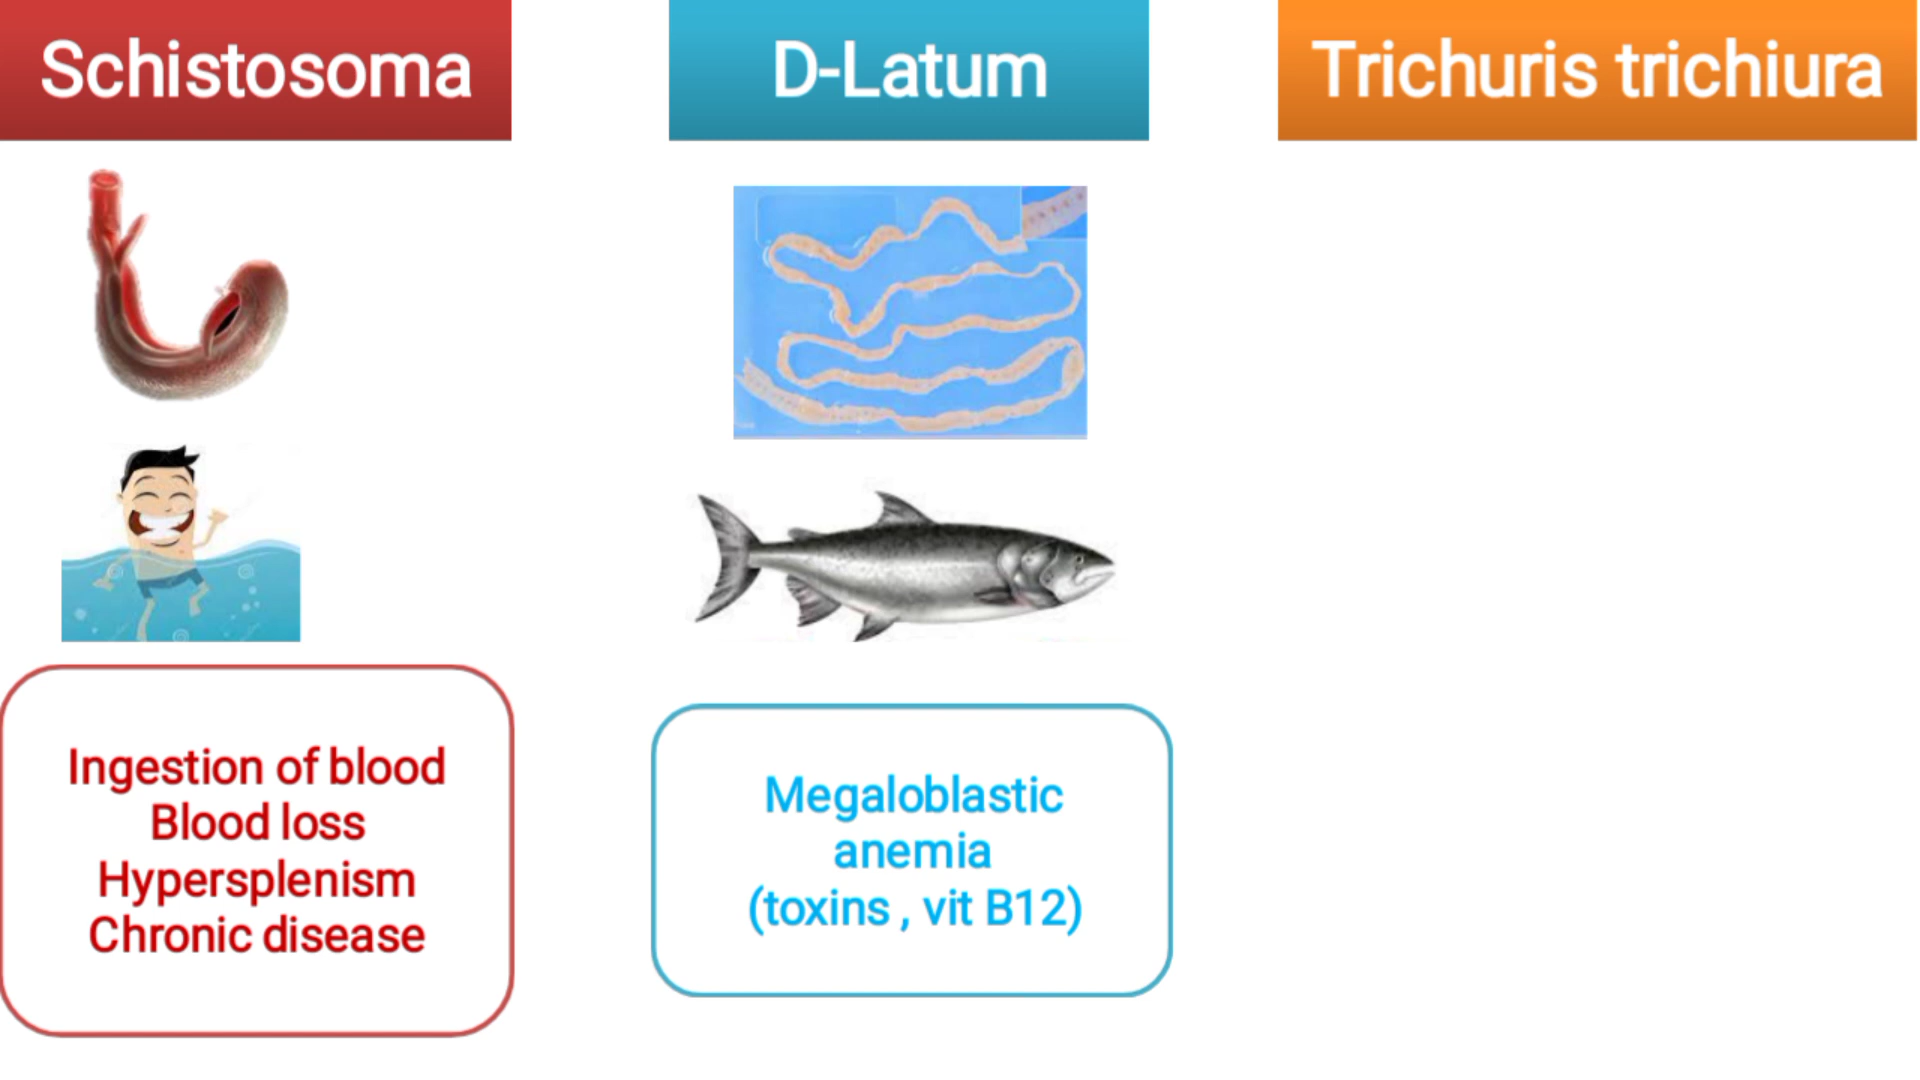 Schistosoma
D-Latum
Trichuris trichiura
Ingestion of blood
Blood loss
Hypersplenism
Chronic disease
Megaloblastic
anemia
(toxins , vit B12)